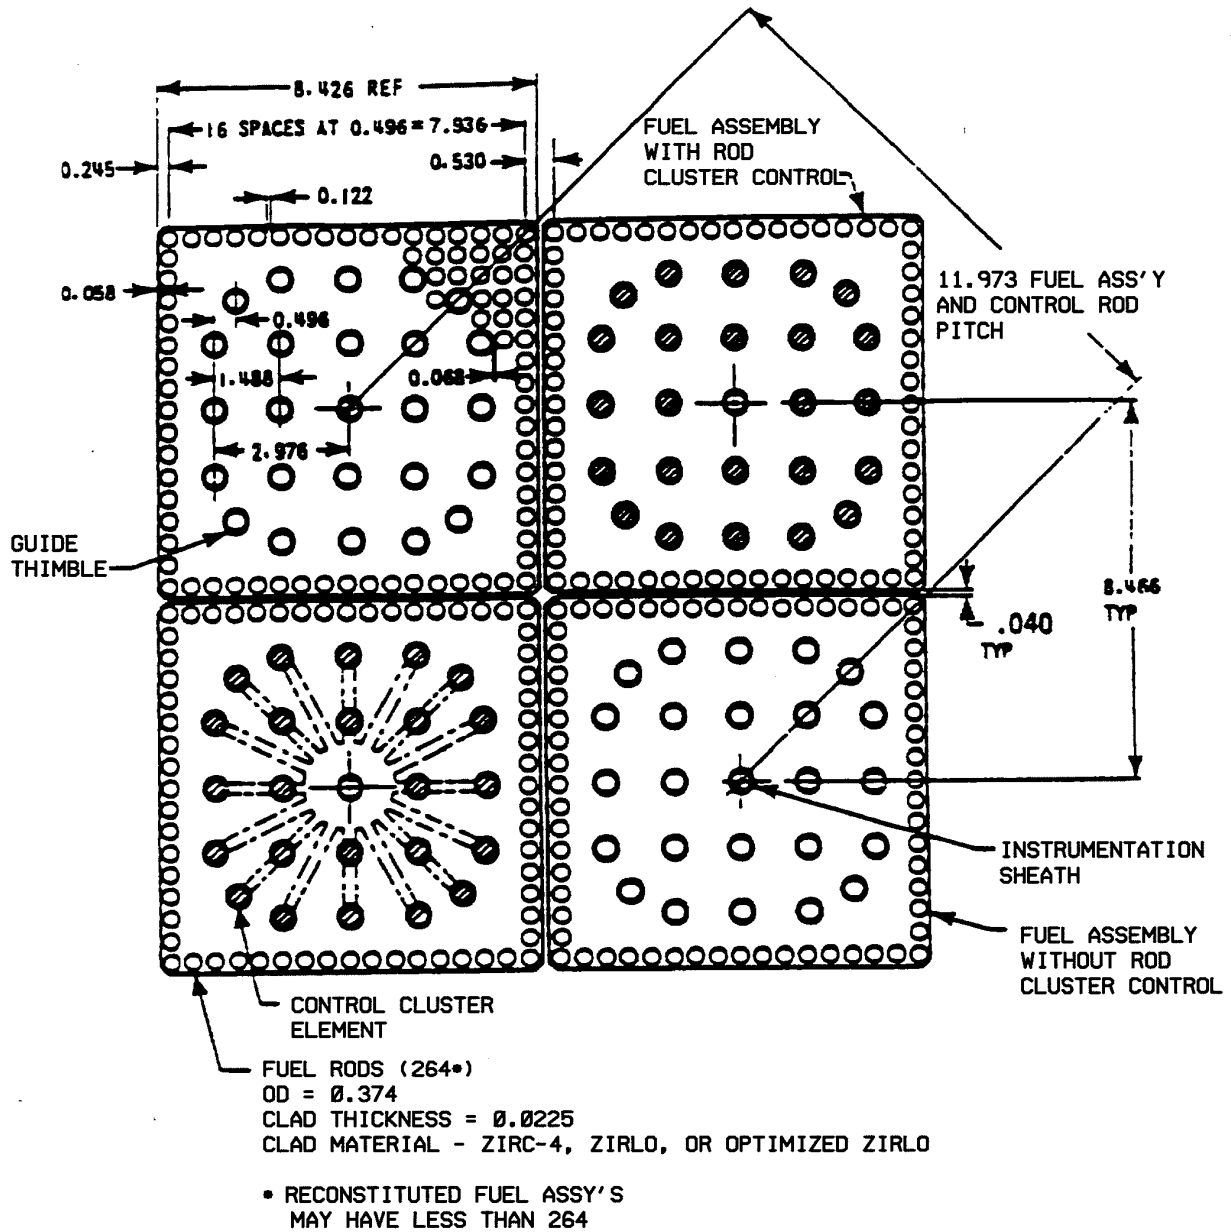 8.426 REF
16 SPACES AT 0.496=7.936
0.245
0.530
0.122
FUEL ASSEMBLY
WITH ROD
CLUSTER CONTROL
0.058
0.496
1.488
0.068
2.976
11.973 FUEL ASS'Y
AND CONTROL ROD
PITCH
GUIDE
THIMBLE
8.466
TYP
.040
TYP
INSTRUMENTATION
SHEATH
FUEL ASSEMBLY
WITHOUT ROD
CLUSTER CONTROL
CONTROL CLUSTER
ELEMENT
FUEL RODS (264*)
OD = 0.374
CLAD THICKNESS = 0.0225
CLAD MATERIAL - ZIRC-4, ZIRLO, OR OPTIMIZED ZIRLO
* RECONSTITUTED FUEL ASSY'S
MAY HAVE LESS THAN 264